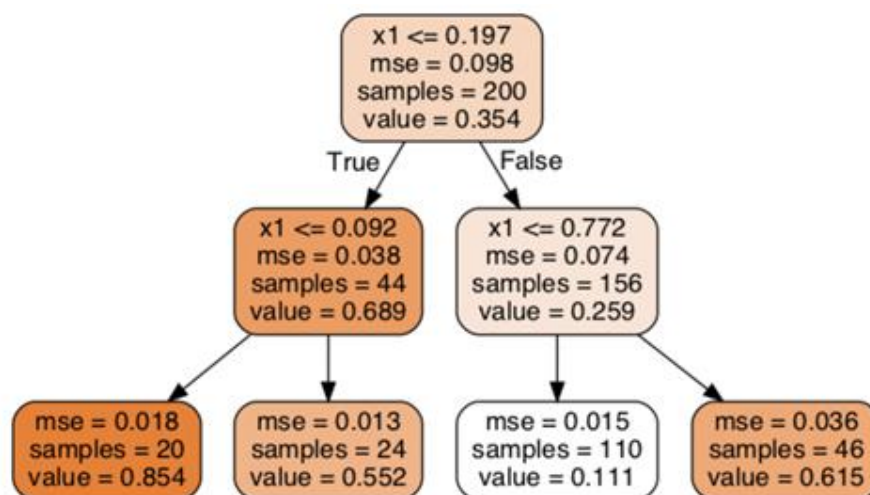 x1 <= 0.197
mse = 0.098
samples = 200
value = 0.354
True
False
x1 <= 0.092
mse = 0.038
samples = 44
value = 0.689
x1 <= 0.772
mse = 0.074
samples = 156
value = 0.259
mse = 0.018
samples = 20
value = 0.854
mse = 0.013
samples = 24
value = 0.552
mse = 0.015
samples = 110
value = 0.111
mse = 0.036
samples = 46
value = 0.615